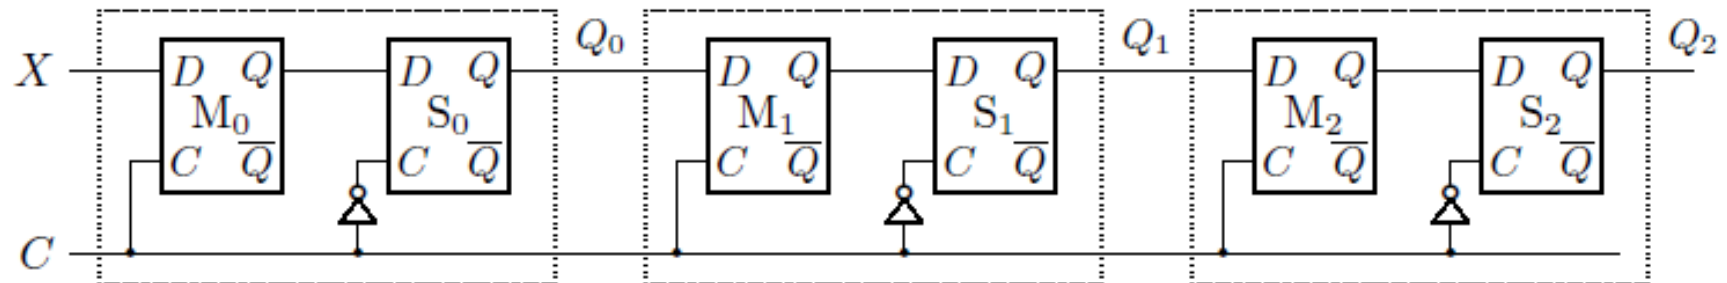 Q₀ Q₁ Q₂
X D Q D Q D Q D Q D Q D Q
M₀ S₀ M₁ S₁ M₂ S₂
C Q̅ C Q̅ C Q̅ C Q̅ C Q̅ C Q̅
C